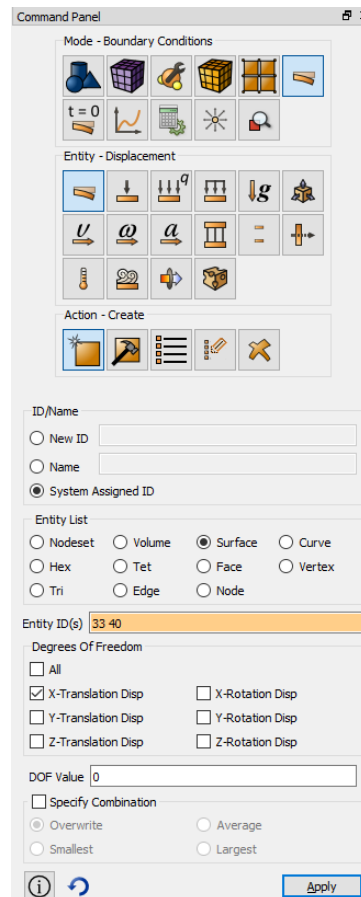 Command Panel
Mode - Boundary Conditions
t = 0
Entity - Displacement
q
g
υ ω a
Action - Create
ID/Name
New ID
Name
System Assigned ID
Entity List
Nodeset Volume Surface Curve
Hex Tet Face Vertex
Tri Edge Node
Entity ID(s) 33 40
Degrees Of Freedom
All
X-Translation Disp X-Rotation Disp
Y-Translation Disp Y-Rotation Disp
Z-Translation Disp Z-Rotation Disp
DOF Value 0
Specify Combination
Overwrite Average
Smallest Largest
i Apply